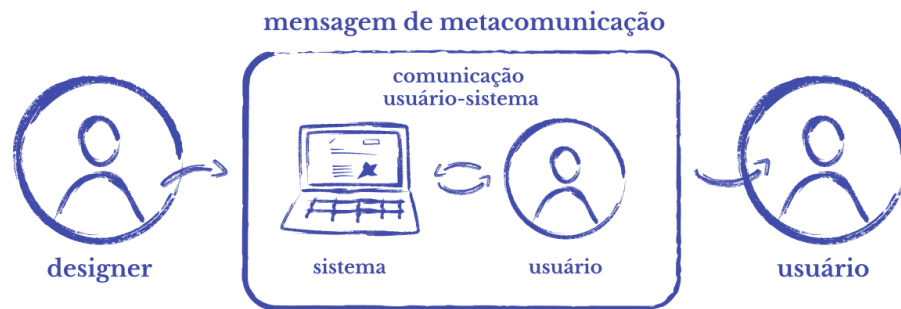 mensagem de metacomunicação
comunicação
usuário-sistema
designer
sistema
usuário
usuário